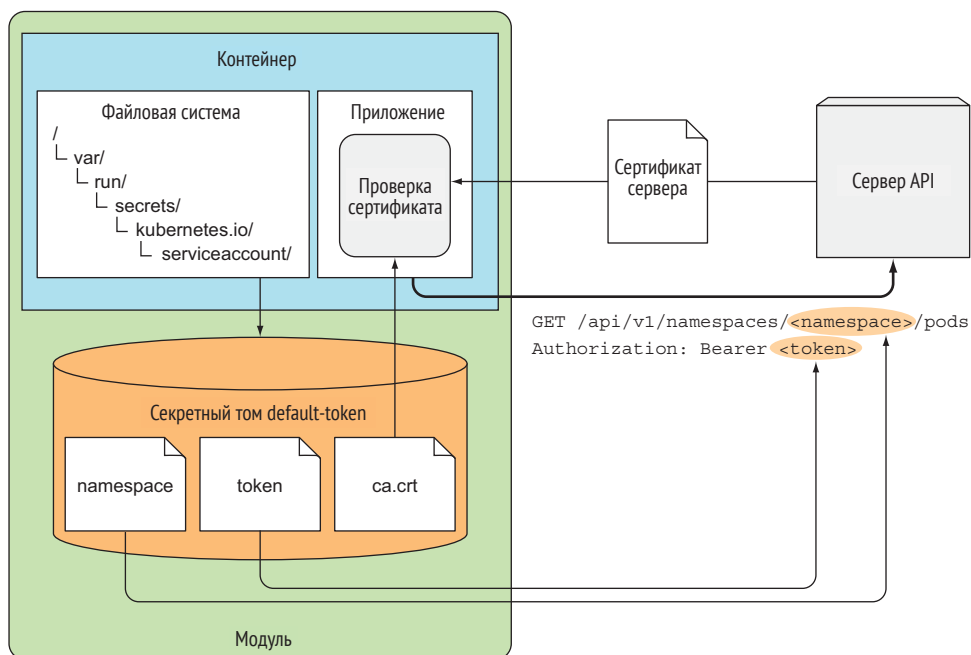 Контейнер
Файловая система
/
var/
run/
secrets/
kubernetes.io/
serviceaccount/
Приложение
Проверка
сертификата
Сертификат
сервера
Сервер API
GET /api/v1/namespaces/<namespace>/pods
Authorization: Bearer <token>
Секретный том default-token
namespace
token
ca.crt
Модуль